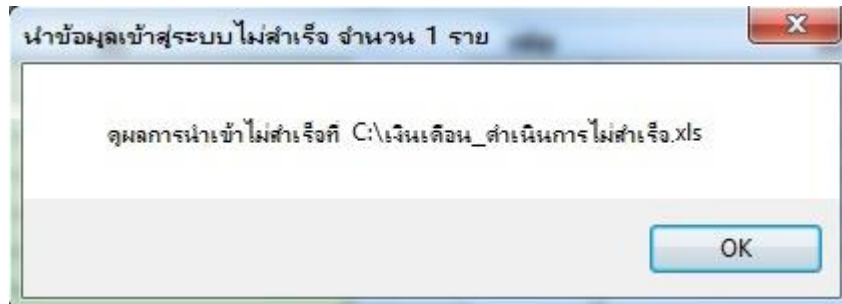 นำข้อมูลเข้าสู่ระบบไม่สำเร็จ จำนวน 1 ราย
ดูผลการนำเข้าไม่สำเร็จที่ C:\เงินเดือน_ดำเนินการไม่สำเร็จ.xls
OK